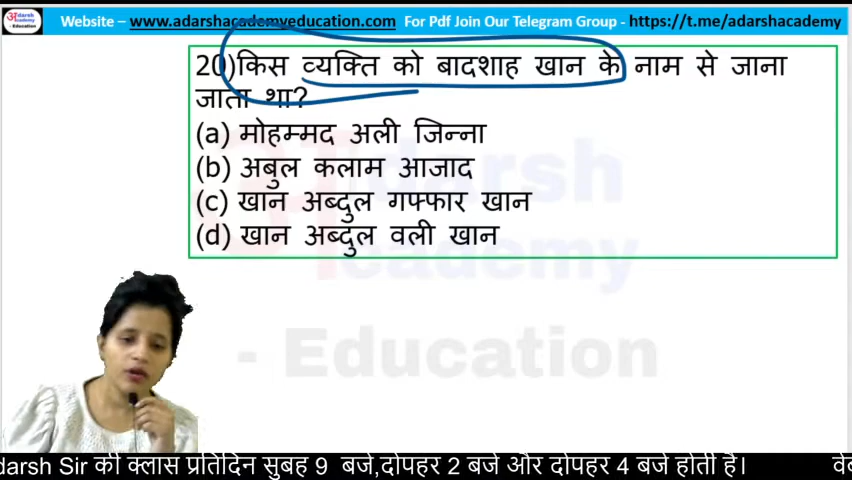 अ
Adarsh Academy
Education
Website – www.adarshacademyeducation.com For Pdf Join Our Telegram Group - https://t.me/adarshacademy
20)किस व्यक्ति को बादशाह खान के नाम से जाना
जाता था?
(a) मोहम्मद अली जिन्ना
(b) अबुल कलाम आजाद
(c) खान अब्दुल गफ्फार खान
(d) खान अब्दुल वली खान
- Education
darsh Sir की क्लास प्रतिदिन सुबह 9 बजे,दोपहर 2 बजे और दोपहर 4 बजे होती है।